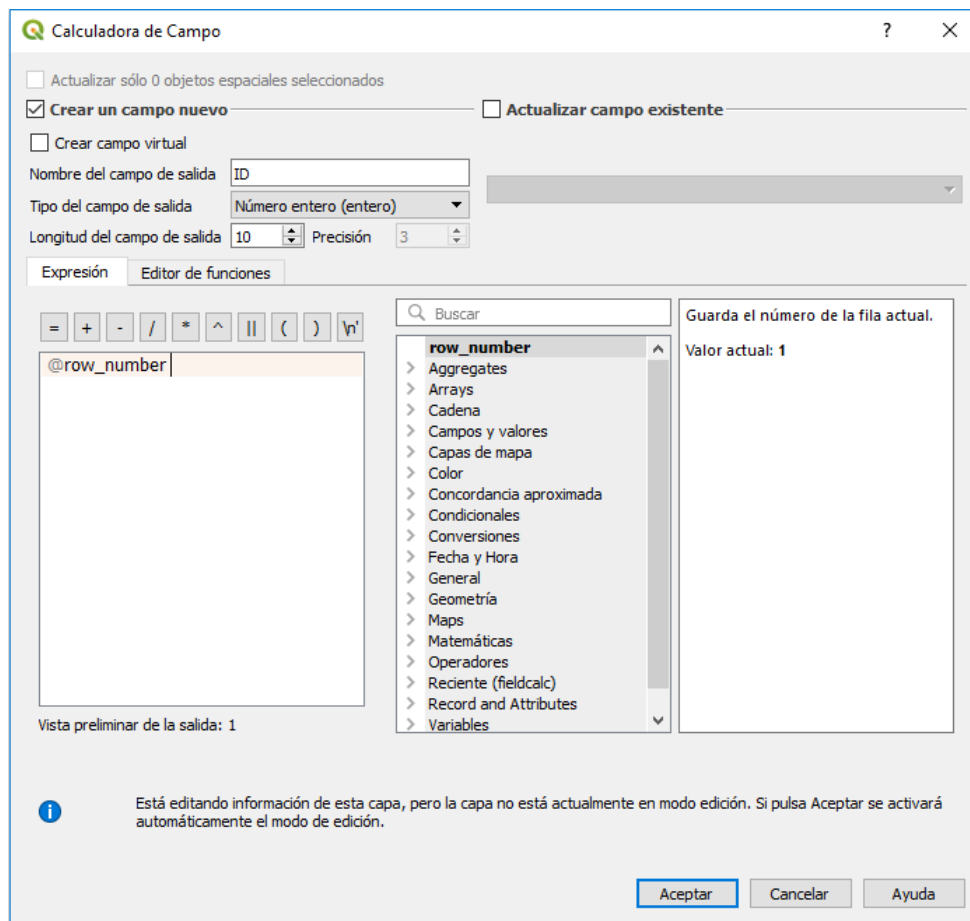 Calculadora de Campo
?
Actualizar sólo 0 objetos espaciales seleccionados
Crear un campo nuevo
Actualizar campo existente
Crear campo virtual
Nombre del campo de salida ID
Tipo del campo de salida Número entero (entero)
Longitud del campo de salida 10 Precisión 3
Expresión Editor de funciones
= + - / * ^ || ( ) \n'
@row_number
Vista preliminar de la salida: 1
Buscar
row_number
Aggregates
Arrays
Cadena
Campos y valores
Capas de mapa
Color
Concordancia aproximada
Condicionales
Conversiones
Fecha y Hora
General
Geometría
Maps
Matemáticas
Operadores
Reciente (fieldcalc)
Record and Attributes
Variables
Guarda el número de la fila actual.
Valor actual: 1
Está editando información de esta capa, pero la capa no está actualmente en modo edición. Si pulsa Aceptar se activará
automáticamente el modo de edición.
Aceptar Cancelar Ayuda